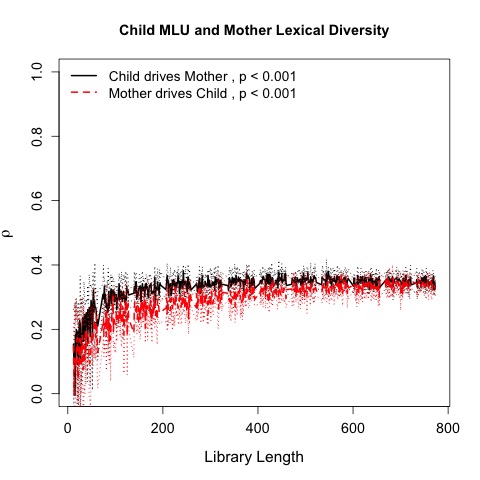 Child MLU and Mother Lexical Diversity
Child drives Mother , p < 0.001
Mother drives Child , p < 0.001
1.0
0.8
0.6
0.4
0.2
0.0
ρ
0 200 400 600 800
Library Length